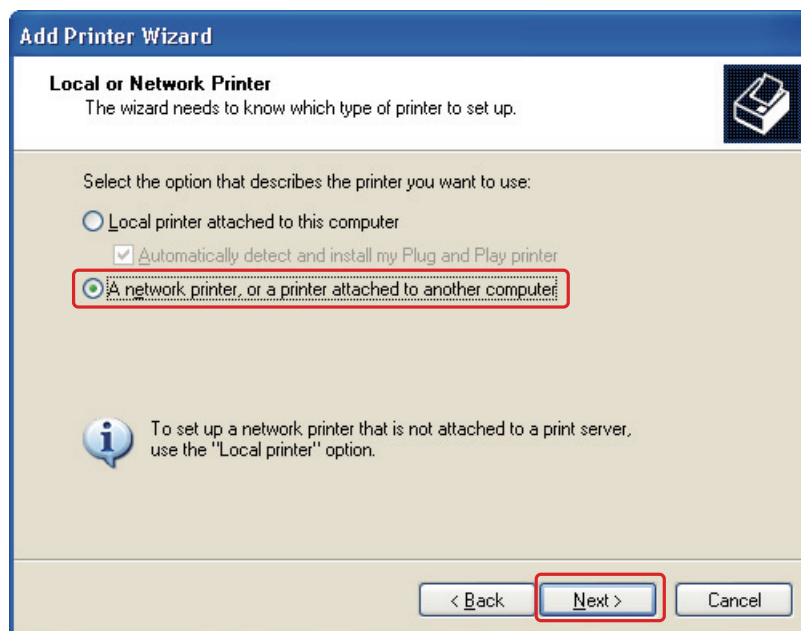 Add Printer Wizard
Local or Network Printer
The wizard needs to know which type of printer to set up.
Select the option that describes the printer you want to use:
Local printer attached to this computer
Automatically detect and install my Plug and Play printer
A network printer, or a printer attached to another computer
To set up a network printer that is not attached to a print server,
use the "Local printer" option.
< Back Next > Cancel